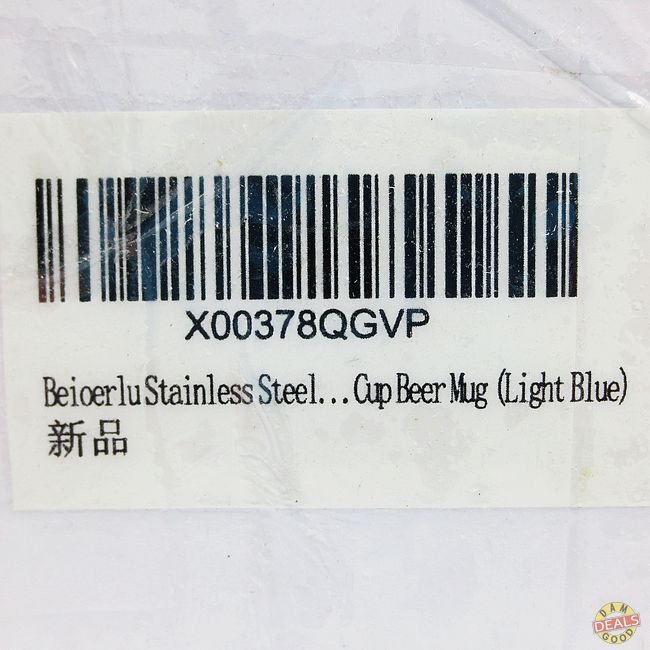 X00378QGVP
Beioerlu Stainless Steel...Cup Beer Mug (Light Blue)
新品
DAM
DEALS
GOOD